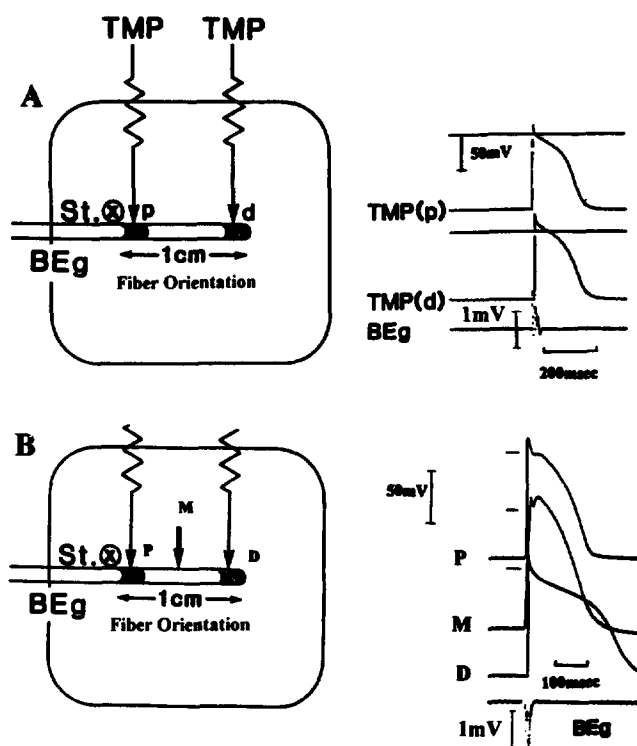 TMP TMP
A
St. ⊗ p d
BEg
1cm
Fiber Orientation
50mV
TMP(p)
TMP(d)
1mV
BEg
200msec
B
M
St. ⊗ P D
BEg
1cm
Fiber Orientation
50mV
P
M
D
100msec
1mV BEg